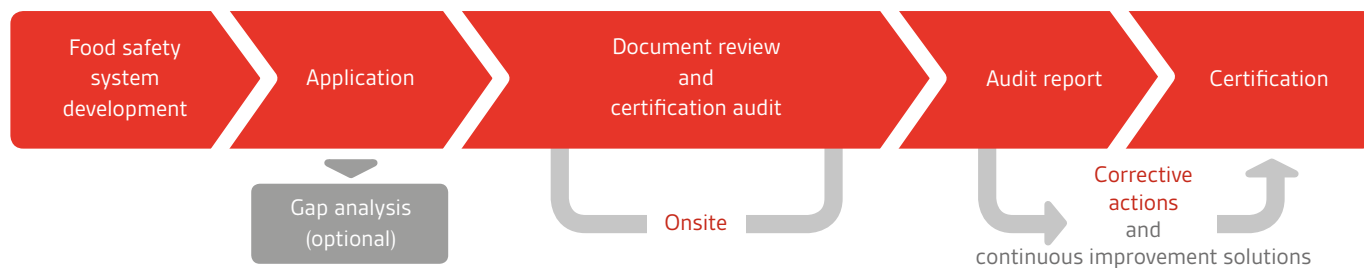 Food safety
system
development
Application
Document review
and
certification audit
Audit report
Certification
Gap analysis
(optional)
Onsite
Corrective
actions
and
continuous improvement solutions